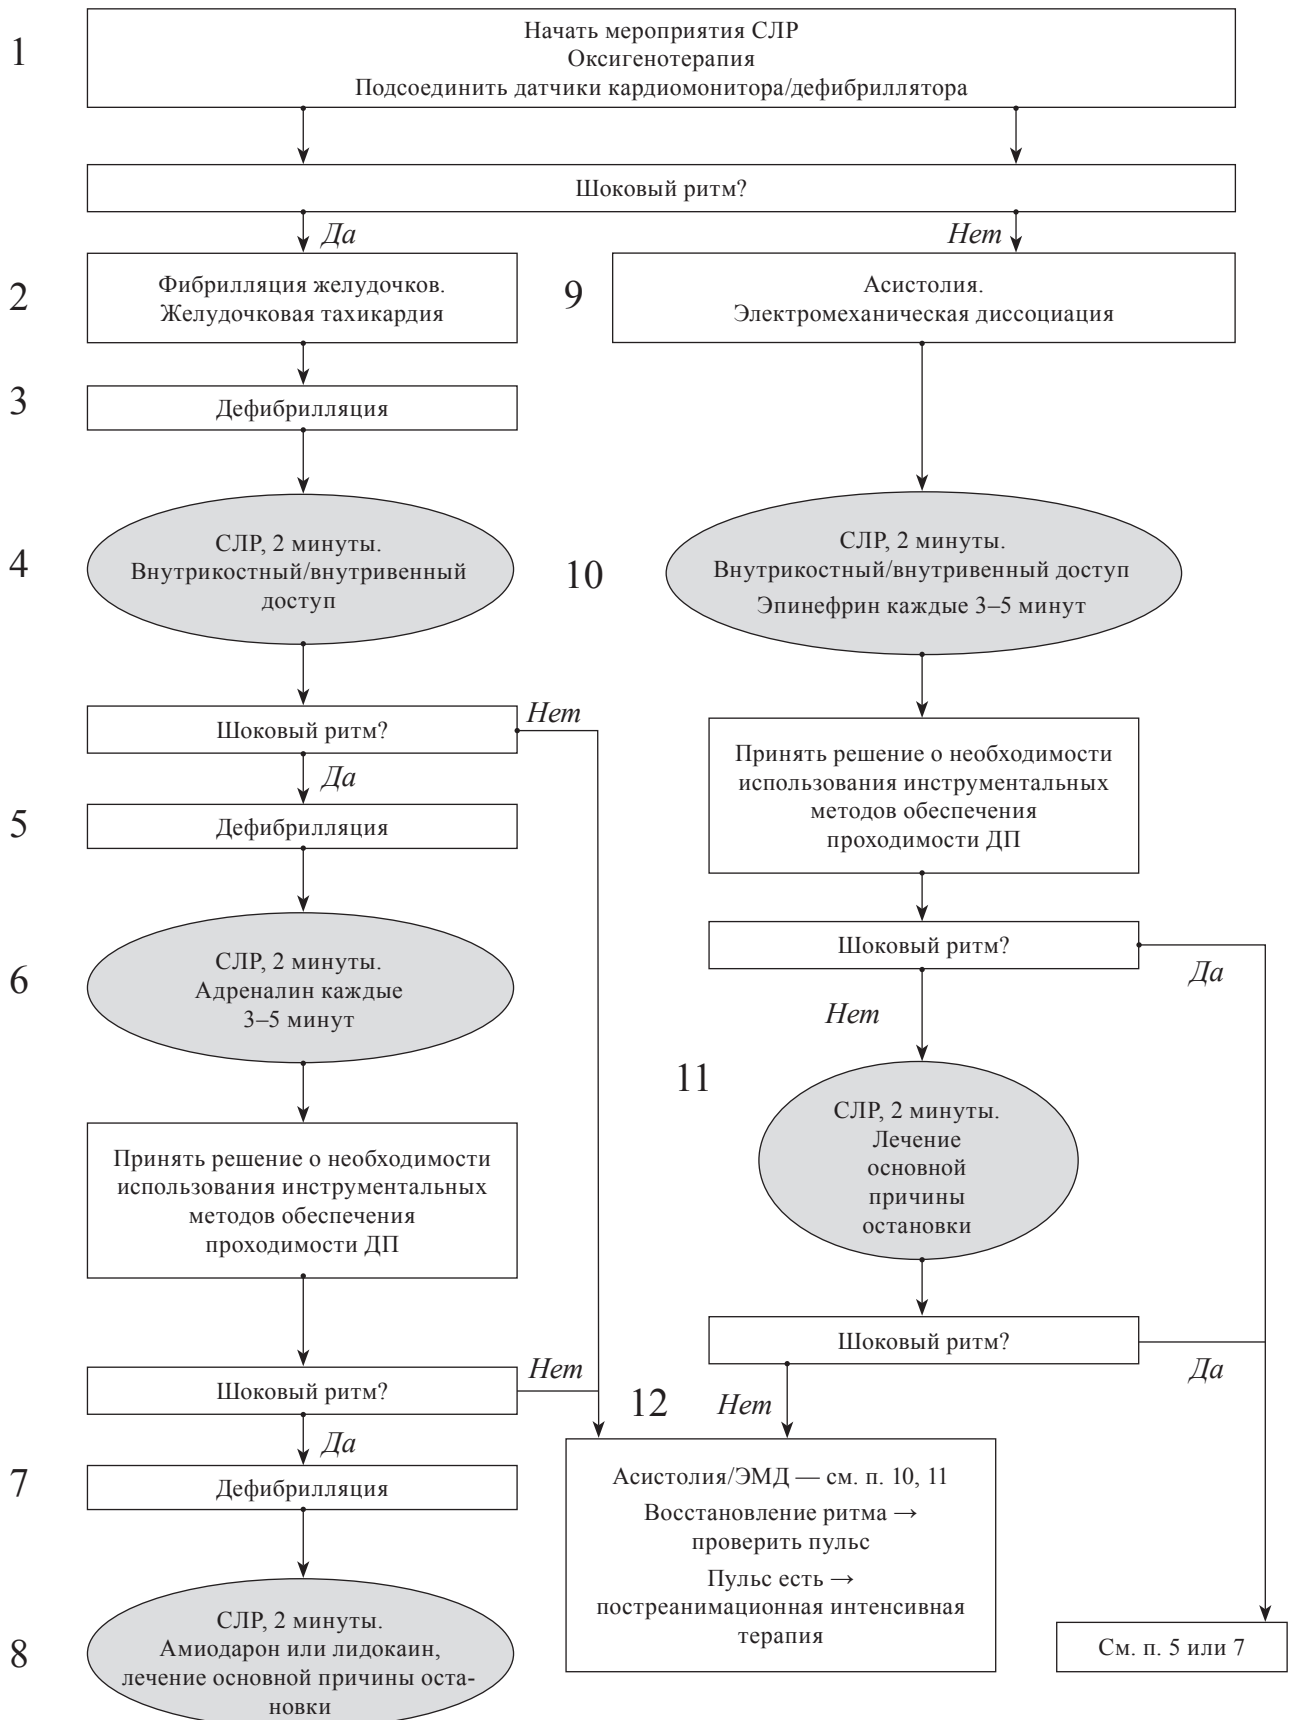 1
Начать мероприятия СЛР
Оксигенотерапия
Подсоединить датчики кардиомонитора/дефибриллятора
Шоковый ритм?
Да
Нет
2
Фибрилляция желудочков.
Желудочковая тахикардия
9
Асистолия.
Электромеханическая диссоциация
3
Дефибрилляция
4
СЛР, 2 минуты.
Внутрикостный/внутривенный
доступ
10
СЛР, 2 минуты.
Внутрикостный/внутривенный доступ
Эпинефрин каждые 3–5 минут
Шоковый ритм?
Нет
Да
Принять решение о необходимости
использования инструментальных
методов обеспечения
проходимости ДП
5
Дефибрилляция
Шоковый ритм?
Да
Нет
6
СЛР, 2 минуты.
Адреналин каждые
3–5 минут
11
СЛР, 2 минуты.
Лечение
основной
причины
остановки
Принять решение о необходимости
использования инструментальных
методов обеспечения
проходимости ДП
Шоковый ритм?
Да
Нет
Шоковый ритм?
Нет
Да
12
Асистолия/ЭМД — см. п. 10, 11
Восстановление ритма →
проверить пульс
Пульс есть →
постреанимационная интенсивная
терапия
7
Дефибрилляция
8
СЛР, 2 минуты.
Амиодарон или лидокаин,
лечение основной причины оста-
новки
См. п. 5 или 7